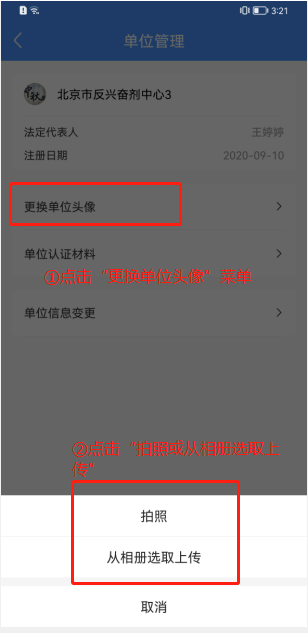 3:21
单位管理
北京市反兴奋剂中心3
法定代表人 王婷婷
注册日期 2020-09-10
更换单位头像
单位认证材料
①点击“更换单位头像”菜单
单位信息变更
②点击“拍照或从相册选取上
传”
拍照
从相册选取上传
取消